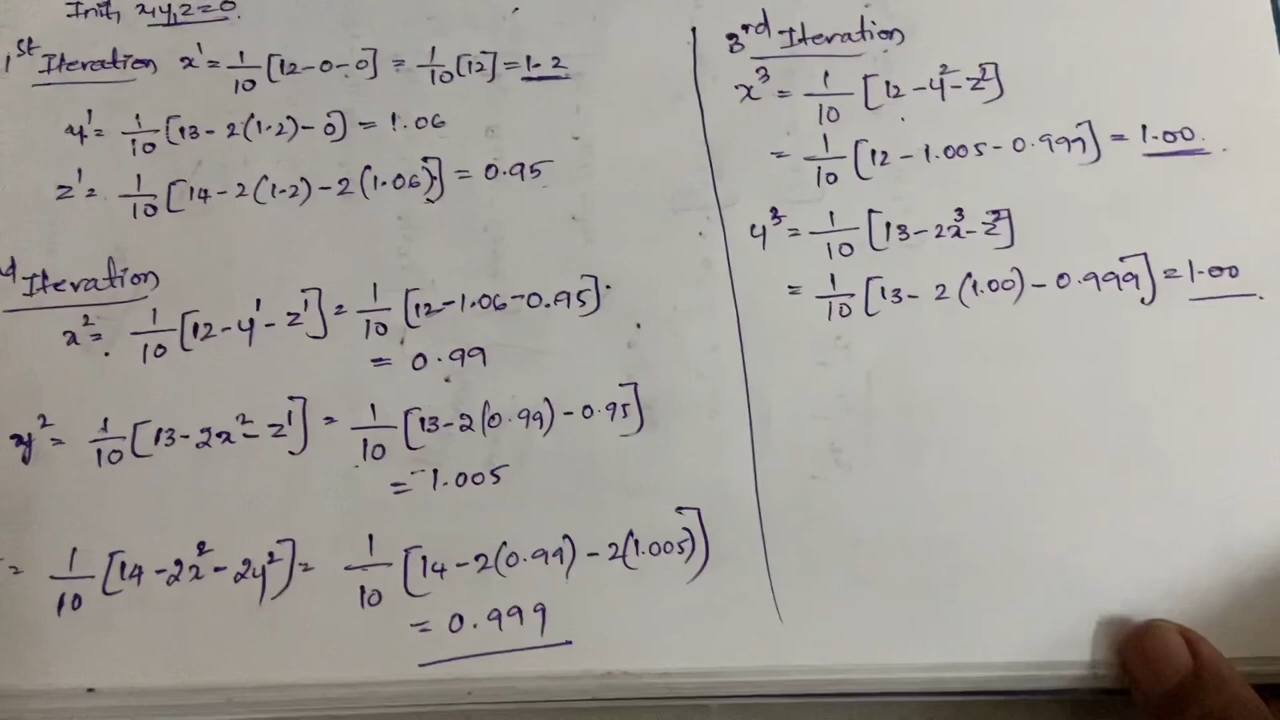 Init, x,y,z=0.
1st Iteration x¹ = 1/10 [12-0-0] = 1/10 [12] = 1.2
y¹ = 1/10 [13-2(1.2)-0] = 1.06
z¹ = 1/10 [14-2(1.2)-2(1.06)] = 0.95
d Iteration
x² = 1/10 [12-y¹-z¹] = 1/10 [12-1.06-0.95]
= 0.99
y² = 1/10 [13-2x²-z¹] = 1/10 [13-2(0.99)-0.95]
= 1.005
= 1/10 [14-2x²-2y²] = 1/10 [14-2(0.99)-2(1.005)]
= 0.999
3rd Iteration
x³ = 1/10 [12-y²-z²]
= 1/10 [12-1.005-0.999] = 1.00.
y³ = 1/10 [13-2x³-z²]
= 1/10 [13-2(1.00)-0.999] = 1.00.